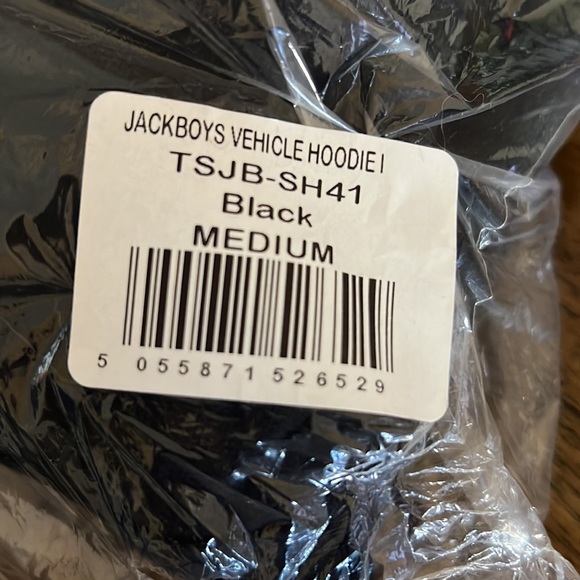 JACKBOYS VEHICLE HOODIE I
TSJB-SH41
Black
MEDIUM
5 055871 526529